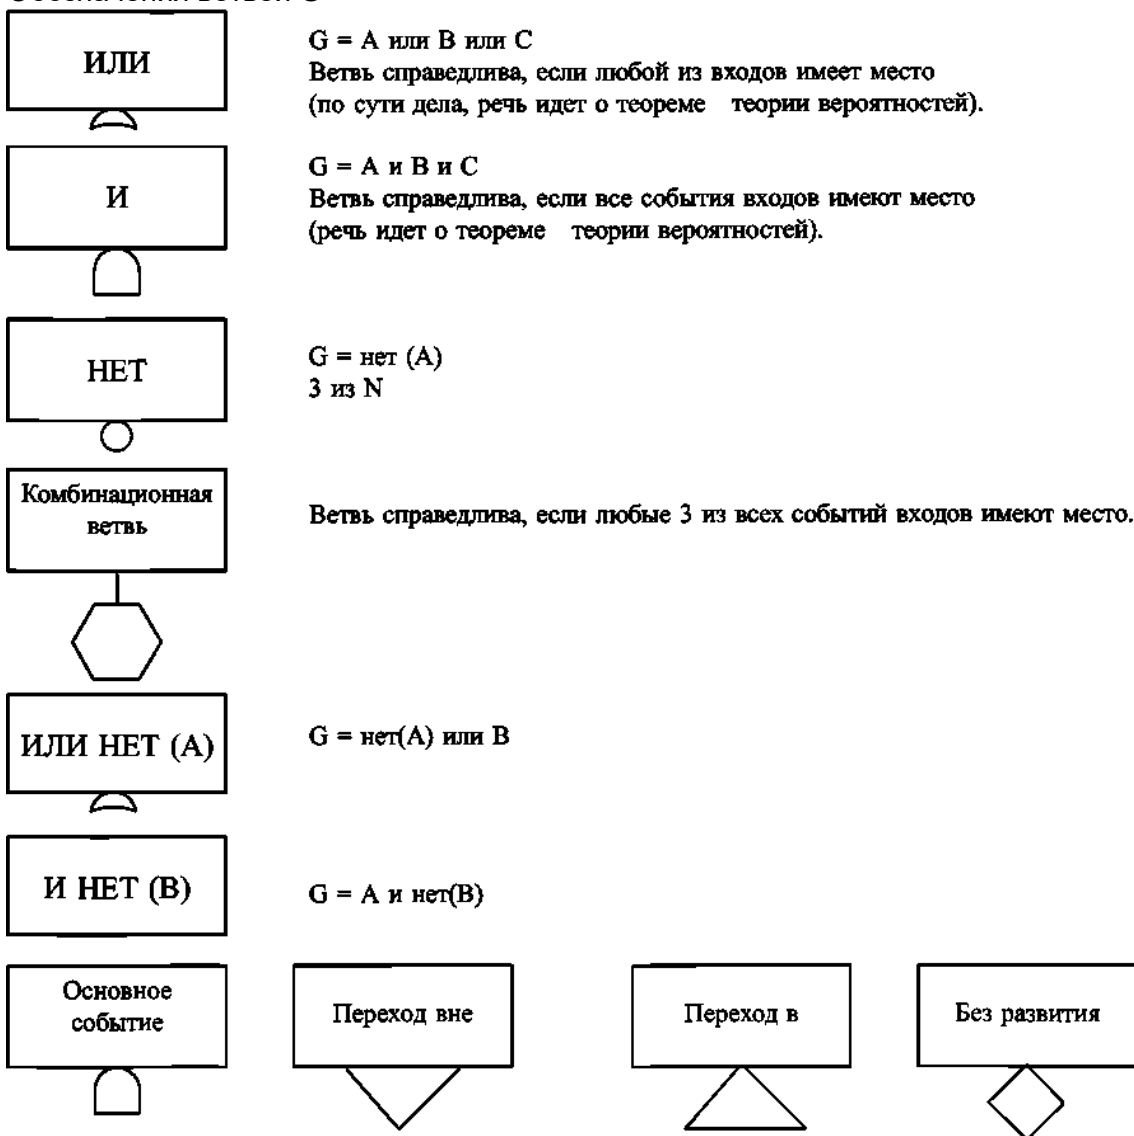 ИЛИ
G = А или В или С
Ветвь справедлива, если любой из входов имеет место
(по сути дела, речь идет о теореме теории вероятностей).
И
G = А и В и С
Ветвь справедлива, если все события входов имеют место
(речь идет о теореме теории вероятностей).
НЕТ
G = нет (А)
3 из N
Комбинационная
ветвь
Ветвь справедлива, если любые 3 из всех событий входов имеют место.
ИЛИ НЕТ (А)
G = нет(А) или В
И НЕТ (В)
G = А и нет(В)
Основное
событие
Переход вне
Переход в
Без развития